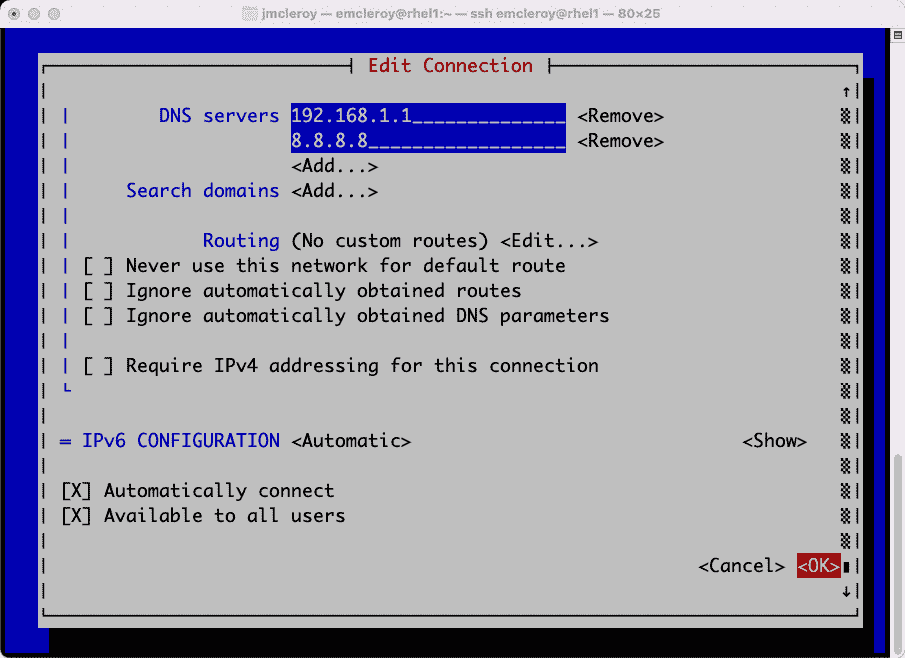 jmcleroy — emcleroy@rhel1:~ — ssh emcleroy@rhel1 — 80×25
Edit Connection
DNS servers 192.168.1.1______________ <Remove>
8.8.8.8__________________ <Remove>
<Add...>
Search domains <Add...>
Routing (No custom routes) <Edit...>
[ ] Never use this network for default route
[ ] Ignore automatically obtained routes
[ ] Ignore automatically obtained DNS parameters
[ ] Require IPv4 addressing for this connection
═ IPv6 CONFIGURATION <Automatic> <Show>
[X] Automatically connect
[X] Available to all users
<Cancel> <OK>